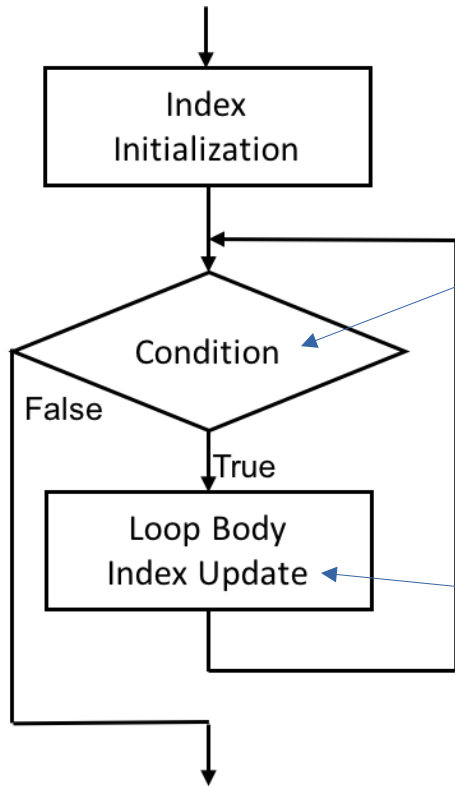 Index
Initialization
Condition
False
True
Loop Body
Index Update